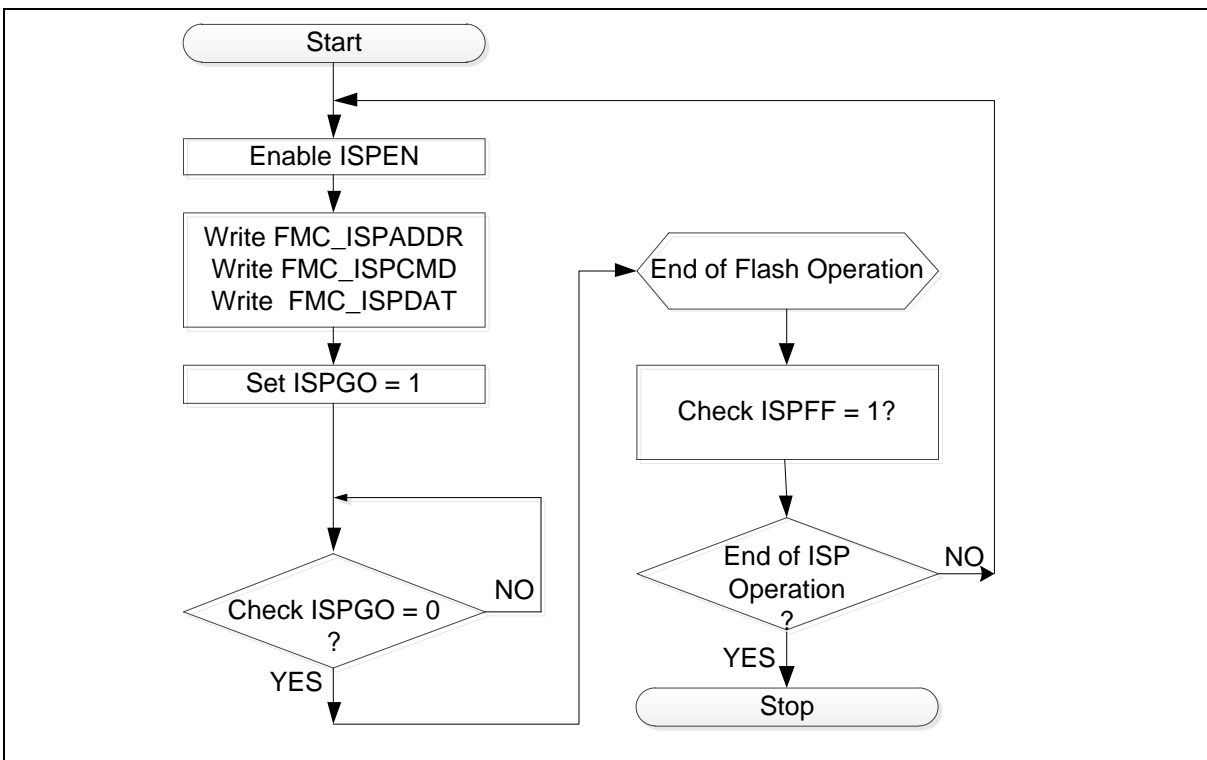 Start
Enable ISPEN
Write FMC_ISPADDR
Write FMC_ISPCMD
Write FMC_ISPDAT
Set ISPGO = 1
Check ISPGO = 0
?
NO
YES
End of Flash Operation
Check ISPFF = 1?
End of ISP
Operation
?
NO
YES
Stop